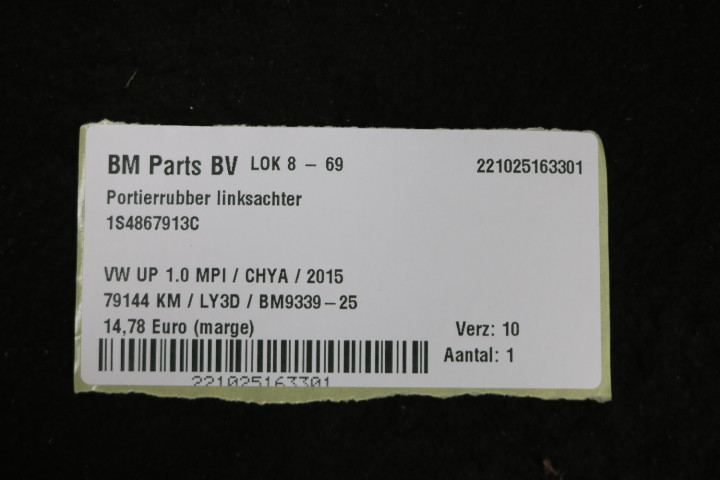 BM Parts BV LOK 8 - 69 221025163301
Portierrubber linksachter
1S4867913C
VW UP 1.0 MPI / CHYA / 2015
79144 KM / LY3D / BM9339-25
14,78 Euro (marge) Verz: 10
Aantal: 1
221025163301